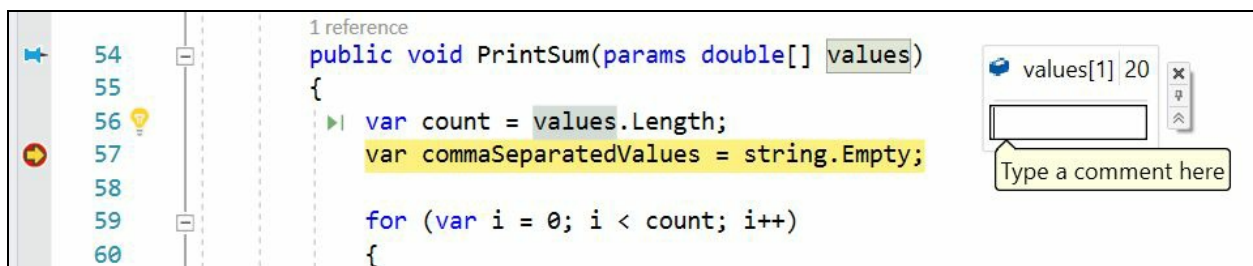 1 reference
54 public void PrintSum(params double[] values) values[1] 20
55 {
56 var count = values.Length;
57 var commaSeparatedValues = string.Empty;
Type a comment here
58
59 for (var i = 0; i < count; i++)
60 {